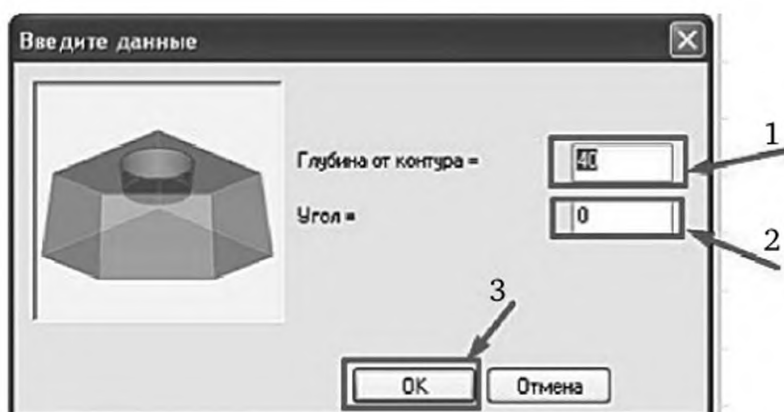 Введите данные
Глубина от контура = 40
1
Угол = 0
2
3
OK Отмена